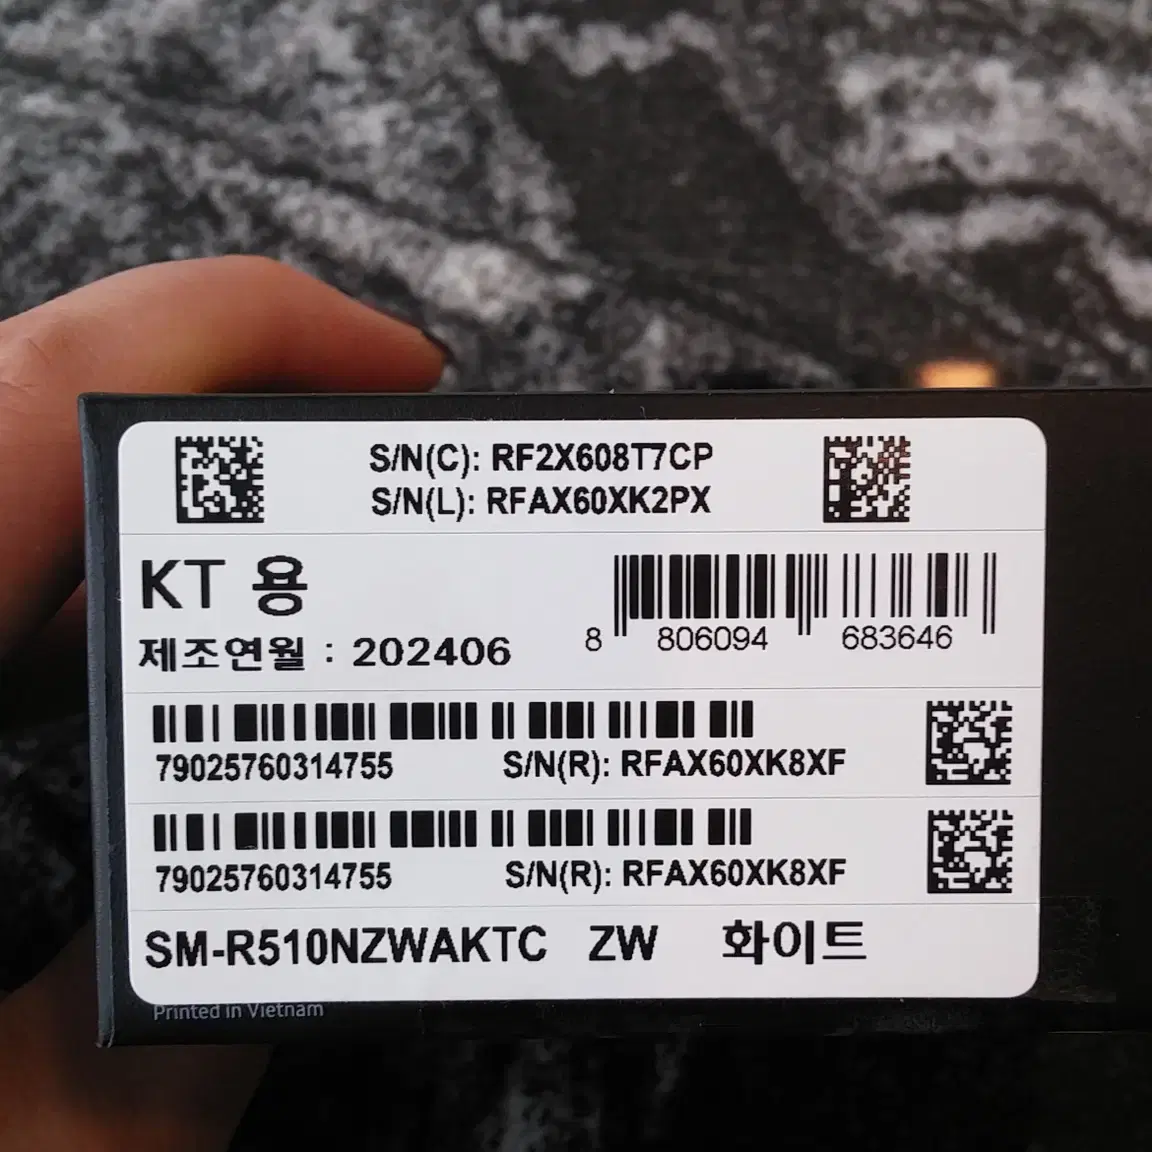 S/N(C): RF2X608T7CP
S/N(L): RFAX60XK2PX
KT 용
제조연월 : 202406
8 806094 683646
79025760314755 S/N(R): RFAX60XK8XF
79025760314755 S/N(R): RFAX60XK8XF
SM-R510NZWAKTC ZW 화이트
Printed in Vietnam